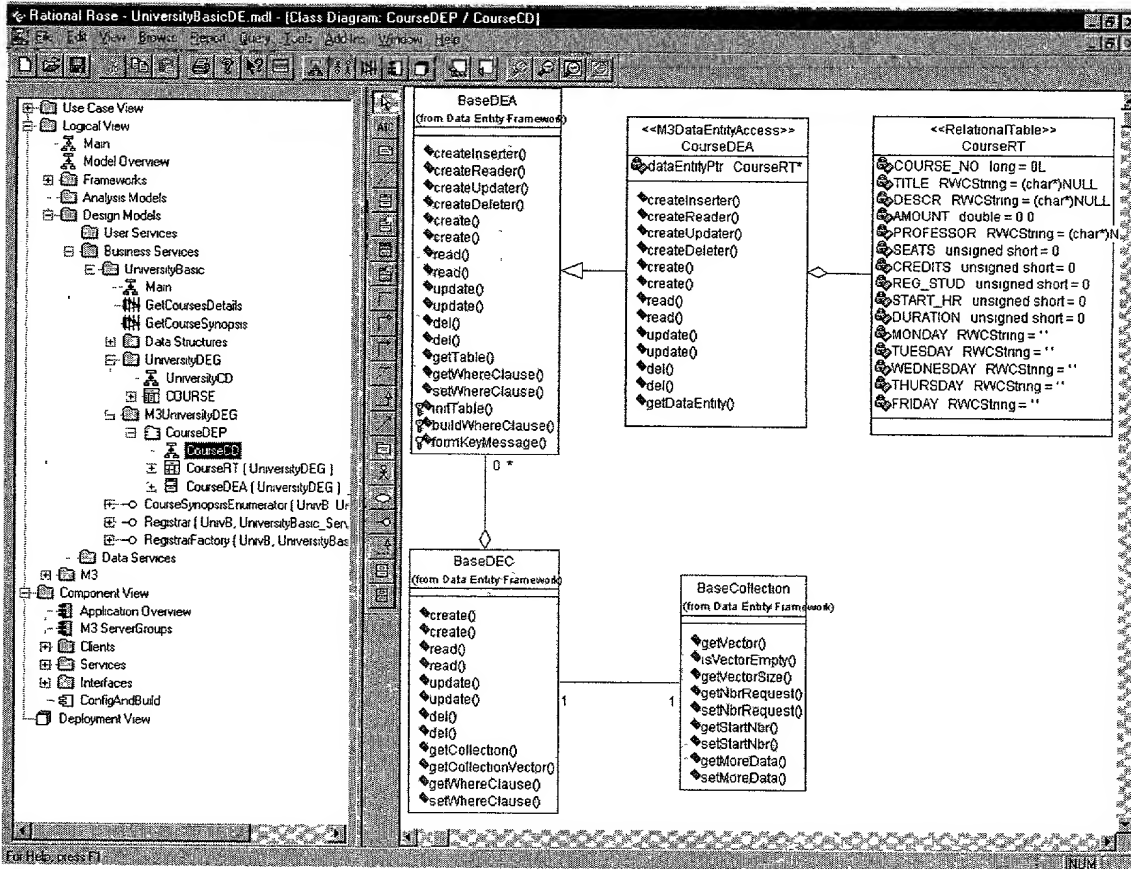 Rational Rose - UniversityBasicDE.mdl - [Class Diagram: CourseDEP / CourseCD]
File Edit View Browse Report Query Tools Add-Ins Window Help
Use Case View
Logical View
Main
Model Overview
Frameworks
Analysis Models
Design Models
User Services
Business Services
UniversityBasic
Main
GetCoursesDetails
GetCourseSynopsis
Data Structures
UniversityDEG
UniversityCD
COURSE
M3UniversityDEG
CourseDEP
CourseCD
CourseRT ( UniversityDEG )
CourseDEA ( UniversityDEG )
CourseSynopsisEnumerator ( UnivB Ur
Registrar ( UnivB, UniversityBasic_Serv
RegistrarFactory ( UnivB, UniversityBas
Data Services
M3
Component View
Application Overview
M3 ServerGroups
Clients
Services
Interfaces
ConfigAndBuild
Deployment View
ABC
BaseDEA
(from Data Entity Framework)
createInserter()
createReader()
createUpdater()
createDeleter()
create()
create()
read()
read()
update()
update()
del()
del()
getTable()
getWhereClause()
setWhereClause()
initTable()
buildWhereClause()
formKeyMessage()
0 *
<<M3DataEntityAccess>>
CourseDEA
dataEntityPtr CourseRT*
createInserter()
createReader()
createUpdater()
createDeleter()
create()
create()
read()
read()
update()
update()
del()
del()
getDataEntity()
<<RelationalTable>>
CourseRT
COURSE_NO long = 0L
TITLE RWCString = (char*)NULL
DESCR RWCString = (char*)NULL
AMOUNT double = 0 0
PROFESSOR RWCString = (char*)N
SEATS unsigned short = 0
CREDITS unsigned short = 0
REG_STUD unsigned short = 0
START_HR unsigned short = 0
DURATION unsigned short = 0
MONDAY RWCString = ''
TUESDAY RWCString = ''
WEDNESDAY RWCString = ''
THURSDAY RWCString = ''
FRIDAY RWCString = ''
BaseDEC
(from Data Entity Framework)
create()
create()
read()
read()
update()
update()
del()
del()
getCollection()
getCollectionVector()
getWhereClause()
setWhereClause()
1
1
BaseCollection
(from Data Entity Framework)
getVector()
isVectorEmpty()
getVectorSize()
getNbrRequest()
setNbrRequest()
getStartNbr()
setStartNbr()
getMoreData()
setMoreData()
For Help, press F1
NUM